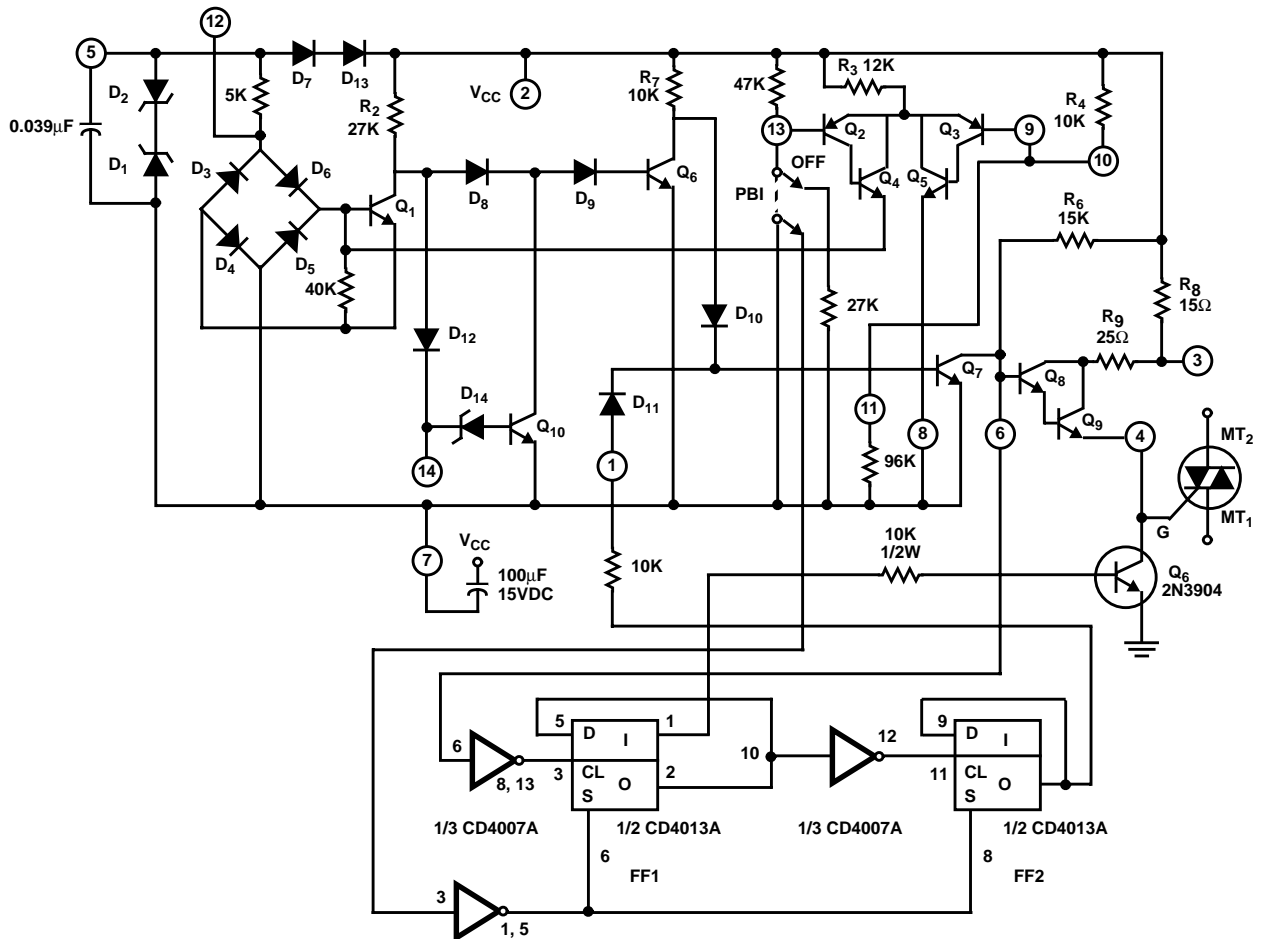 12
5
D2
D1
0.039μF
5K
D7
D13
R2
27K
VCC
2
R7
10K
47K
R3 12K
R4
10K
13
Q2
Q3
9
10
D3
D6
D4
D5
Q1
D8
D9
Q6
OFF
PBI
Q4
Q5
R6
15K
40K
27K
R8
15Ω
D12
D10
R9
25Ω
3
D14
Q10
D11
Q7
Q8
Q9
11
8
6
4
14
1
96K
MT2
MT1
G
7
VCC
100μF
15VDC
10K
10K
1/2W
Q6
2N3904
6
8, 13
5
D
I
1
3
CL
O
2
S
10
12
9
D
I
11
CL
O
S
1/3 CD4007A
1/2 CD4013A
1/3 CD4007A
1/2 CD4013A
6
FF1
8
FF2
3
1, 5